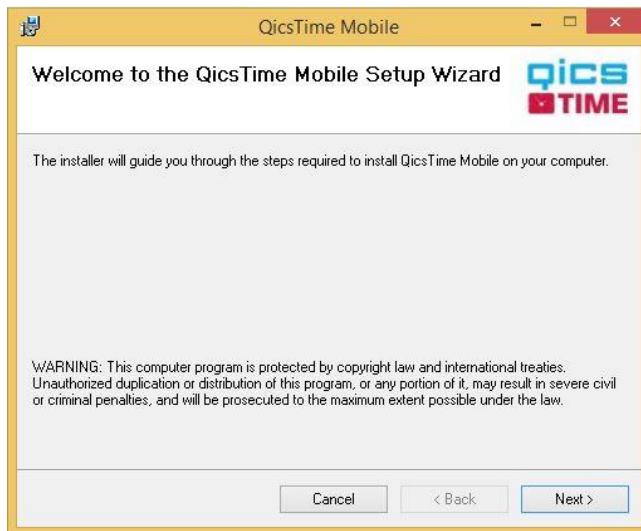 QicsTime Mobile
Welcome to the QicsTime Mobile Setup Wizard
Qics
TIME
The installer will guide you through the steps required to install QicsTime Mobile on your computer.
WARNING: This computer program is protected by copyright law and international treaties.
Unauthorized duplication or distribution of this program, or any portion of it, may result in severe civil
or criminal penalties, and will be prosecuted to the maximum extent possible under the law.
Cancel
< Back
Next >